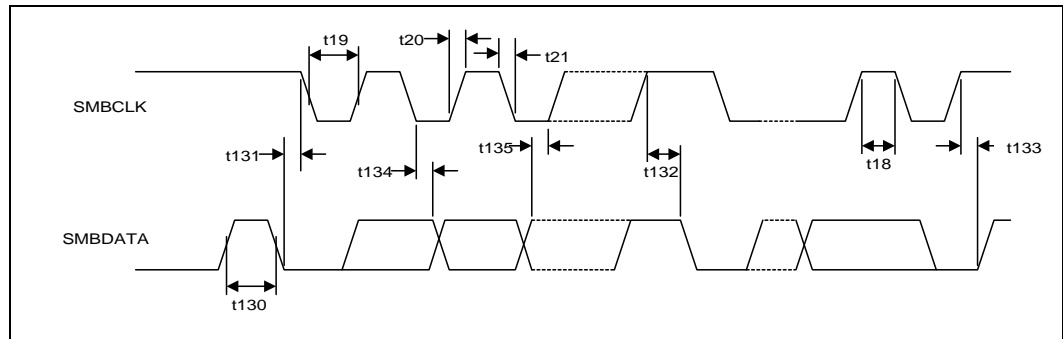 t19
t20
t21
SMBCLK
t131
t135
t18
t133
t134
t132
SMBDATA
t130